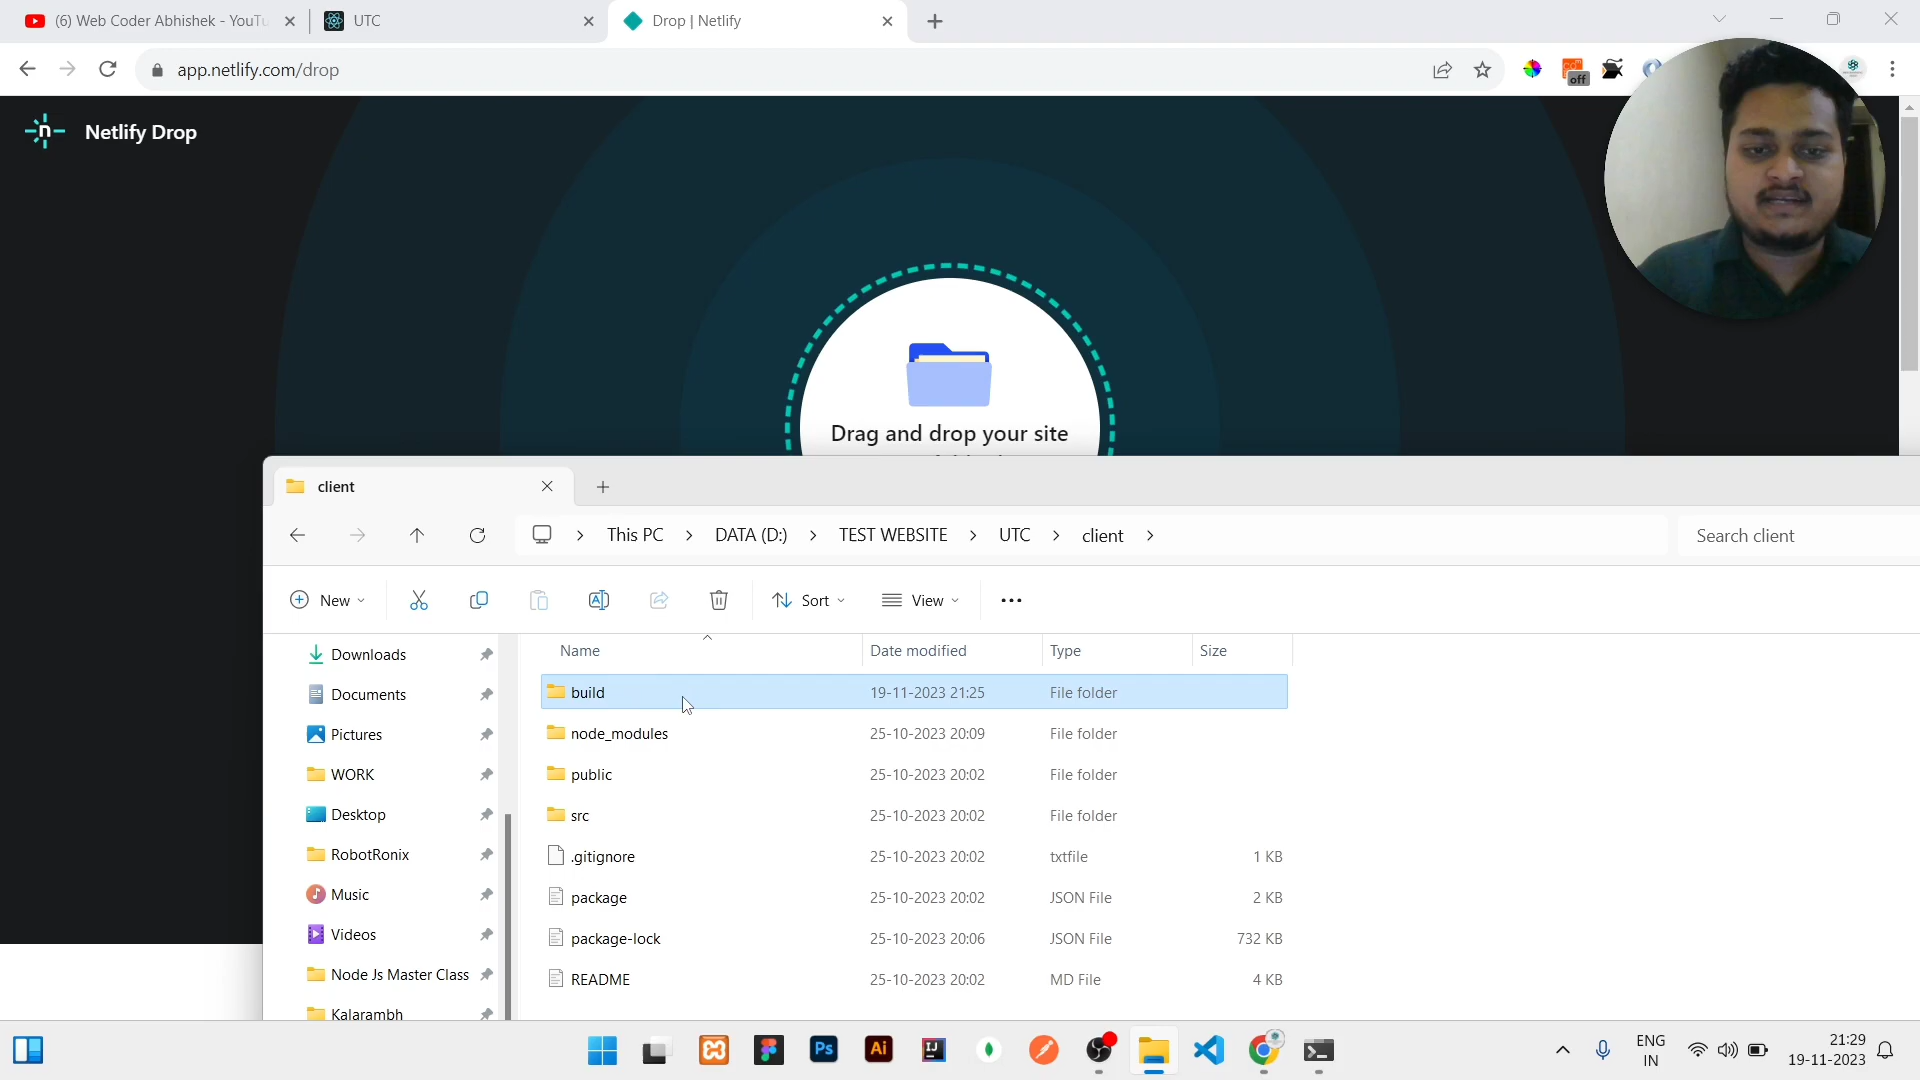 (6) Web Coder Abhishek - YouTu
UTC
Drop | Netlify
app.netlify.com/drop
off
Netlify Drop
Drag and drop your site
client
This PC > DATA (D:) > TEST WEBSITE > UTC > client >
Search client
New
Sort
View
Name Date modified Type Size
Downloads
Documents
Pictures
WORK
Desktop
RobotRonix
Music
Videos
Node Js Master Class
Kalarambh
build 19-11-2023 21:25 File folder
node_modules 25-10-2023 20:09 File folder
public 25-10-2023 20:02 File folder
src 25-10-2023 20:02 File folder
.gitignore 25-10-2023 20:02 txtfile 1 KB
package 25-10-2023 20:02 JSON File 2 KB
package-lock 25-10-2023 20:06 JSON File 732 KB
README 25-10-2023 20:02 MD File 4 KB
Ps
Ai
IJ
ENG
IN
21:29
19-11-2023